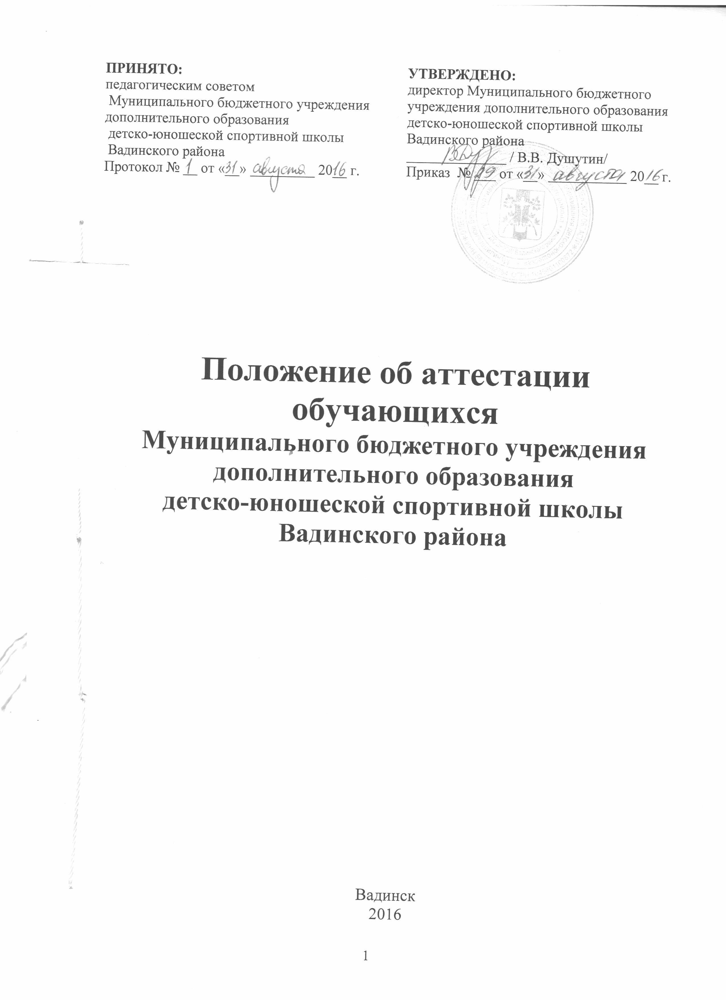 ПРИНЯТО:
педагогическим советом
Муниципального бюджетного учреждения
дополнительного образования
детско-юношеской спортивной школы
Вадинского района
Протокол № 1 от «31» августа 2016 г.
УТВЕРЖДЕНО:
директор Муниципального бюджетного
учреждения дополнительного образования
детско-юношеской спортивной школы
Вадинского района
/ В.В. Душутин/
Приказ № от «31» августа 2016 г.
Положение об аттестации
обучающихся
Муниципального бюджетного учреждения
дополнительного образования
детско-юношеской спортивной школы
Вадинского района
Вадинск
2016
1